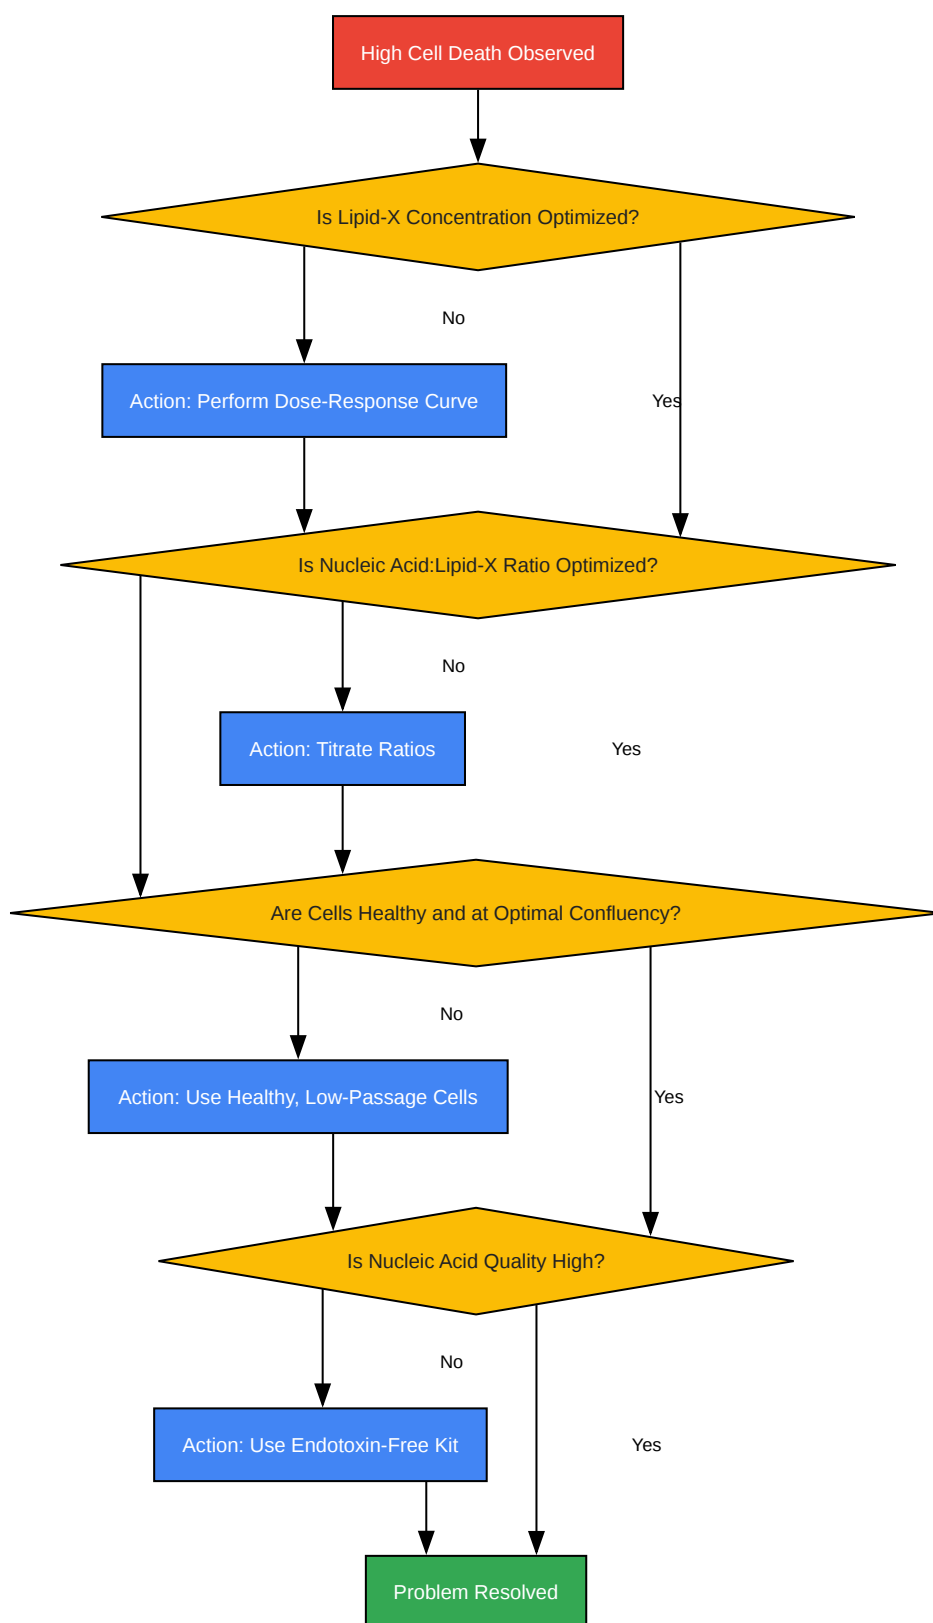 High Cell Death Observed
Is Lipid-X Concentration Optimized?
No
Action: Perform Dose-Response Curve
Yes
Is Nucleic Acid:Lipid-X Ratio Optimized?
No
Action: Titrate Ratios
Yes
Are Cells Healthy and at Optimal Confluency?
No
Action: Use Healthy, Low-Passage Cells
Yes
Is Nucleic Acid Quality High?
No
Action: Use Endotoxin-Free Kit
Yes
Problem Resolved